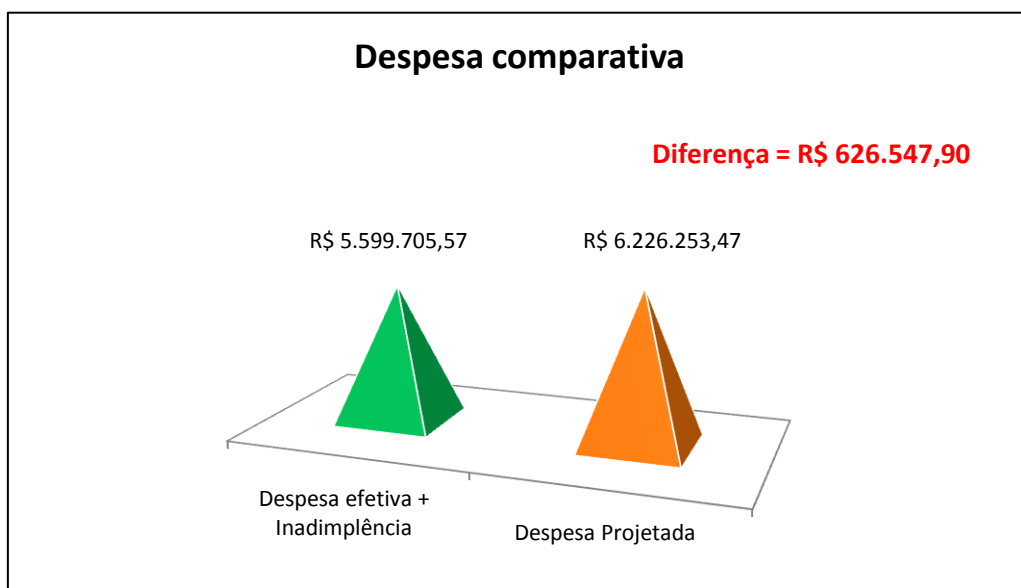 Despesa comparativa
Diferença = R$ 626.547,90
R$ 5.599.705,57
R$ 6.226.253,47
Despesa efetiva +
Inadimplência
Despesa Projetada